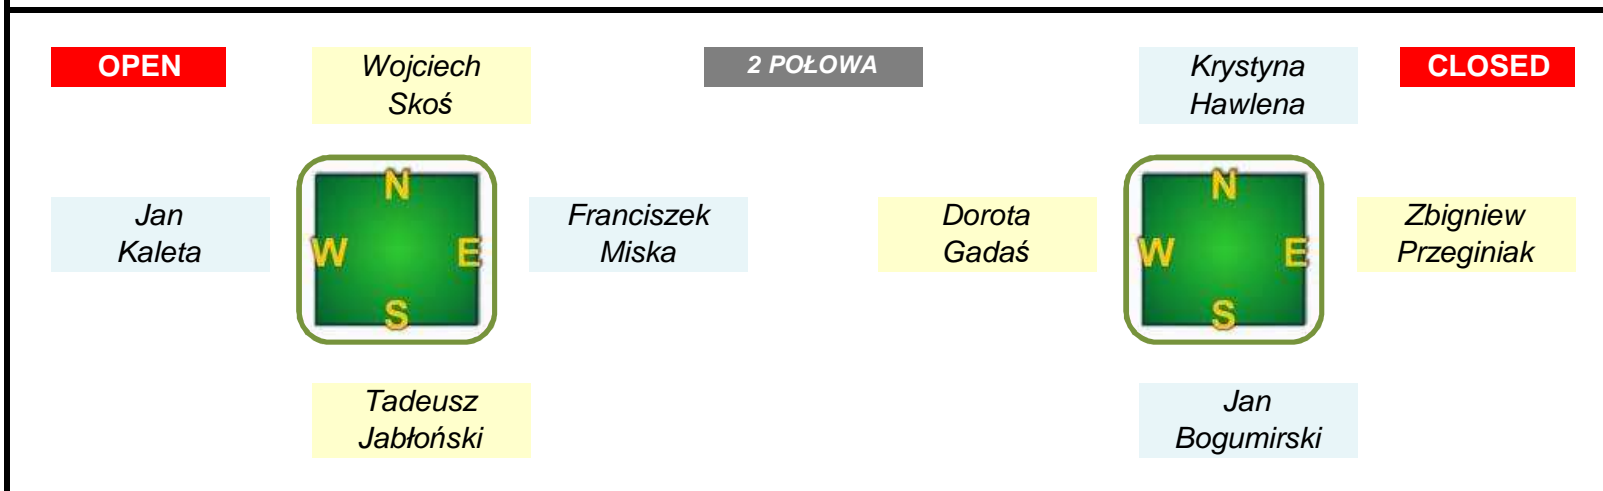 OPEN
Wojciech
Skoś
2 POŁOWA
Krystyna
Hawlena
CLOSED
Jan
Kaleta
N
W E
S
Franciszek
Miska
Dorota
Gadaś
N
W E
S
Zbigniew
Przeginiak
Tadeusz
Jabłoński
Jan
Bogumirski